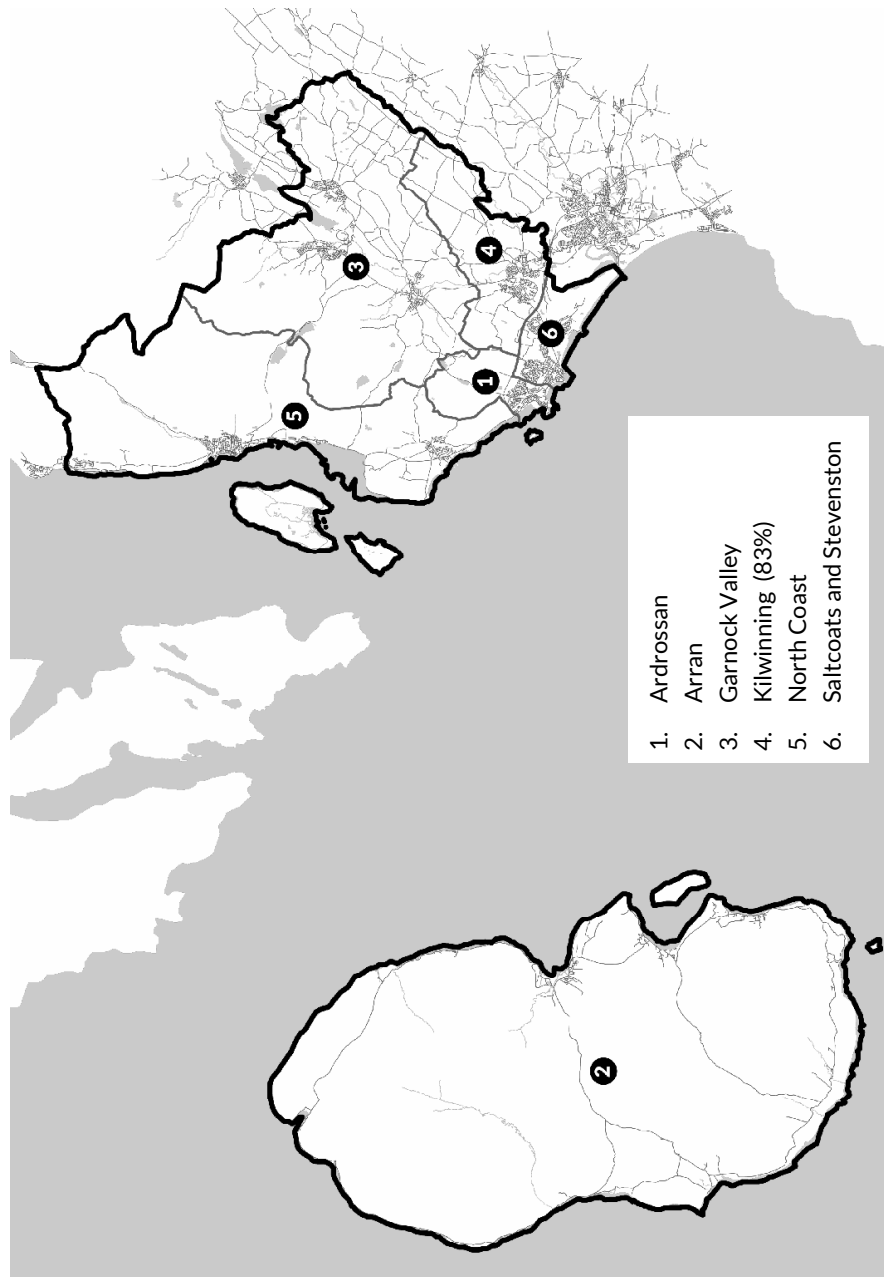 3
4
6
1
5
1. Ardrossan
2. Arran
3. Garnock Valley
4. Kilwinning (83%)
5. North Coast
6. Saltcoats and Stevenston
2